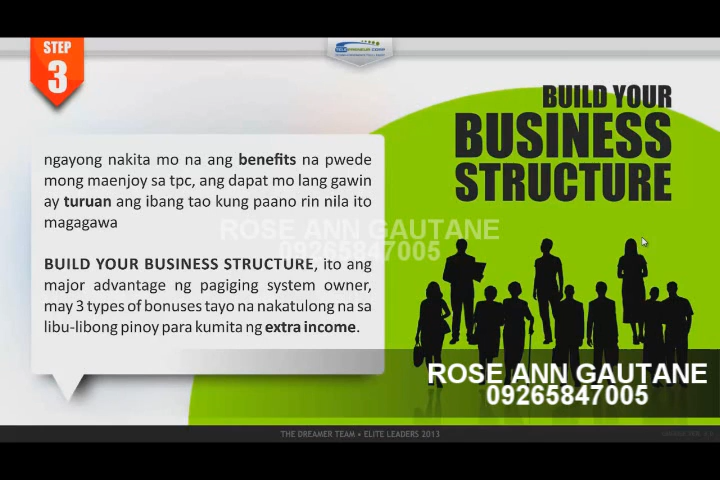 STEP
3
BUILD YOUR
BUSINESS
STRUCTURE
ngayong nakita mo na ang benefits na pwede
mong maenjoy sa tpc, ang dapat mo lang gawin
ay turuan ang ibang tao kung paano rin nila ito
magagawa
BUILD YOUR BUSINESS STRUCTURE, ito ang
major advantage ng pagiging system owner,
may 3 types of bonuses tayo na nakatulong na sa
libu-libong pinoy para kumita ng extra income.
ROSE ANN GAUTANE
09265847005
ROSE ANN GAUTANE
09265847005
THE DREAMER TEAM • ELITE LEADERS 2013